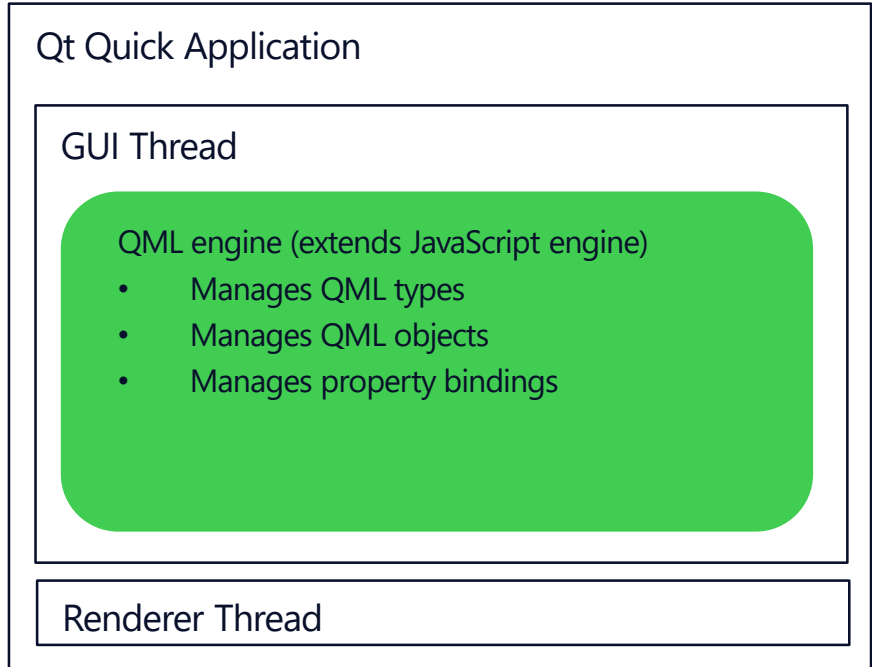 Qt Quick Application
GUI Thread
QML engine (extends JavaScript engine)
• Manages QML types
• Manages QML objects
• Manages property bindings
Renderer Thread